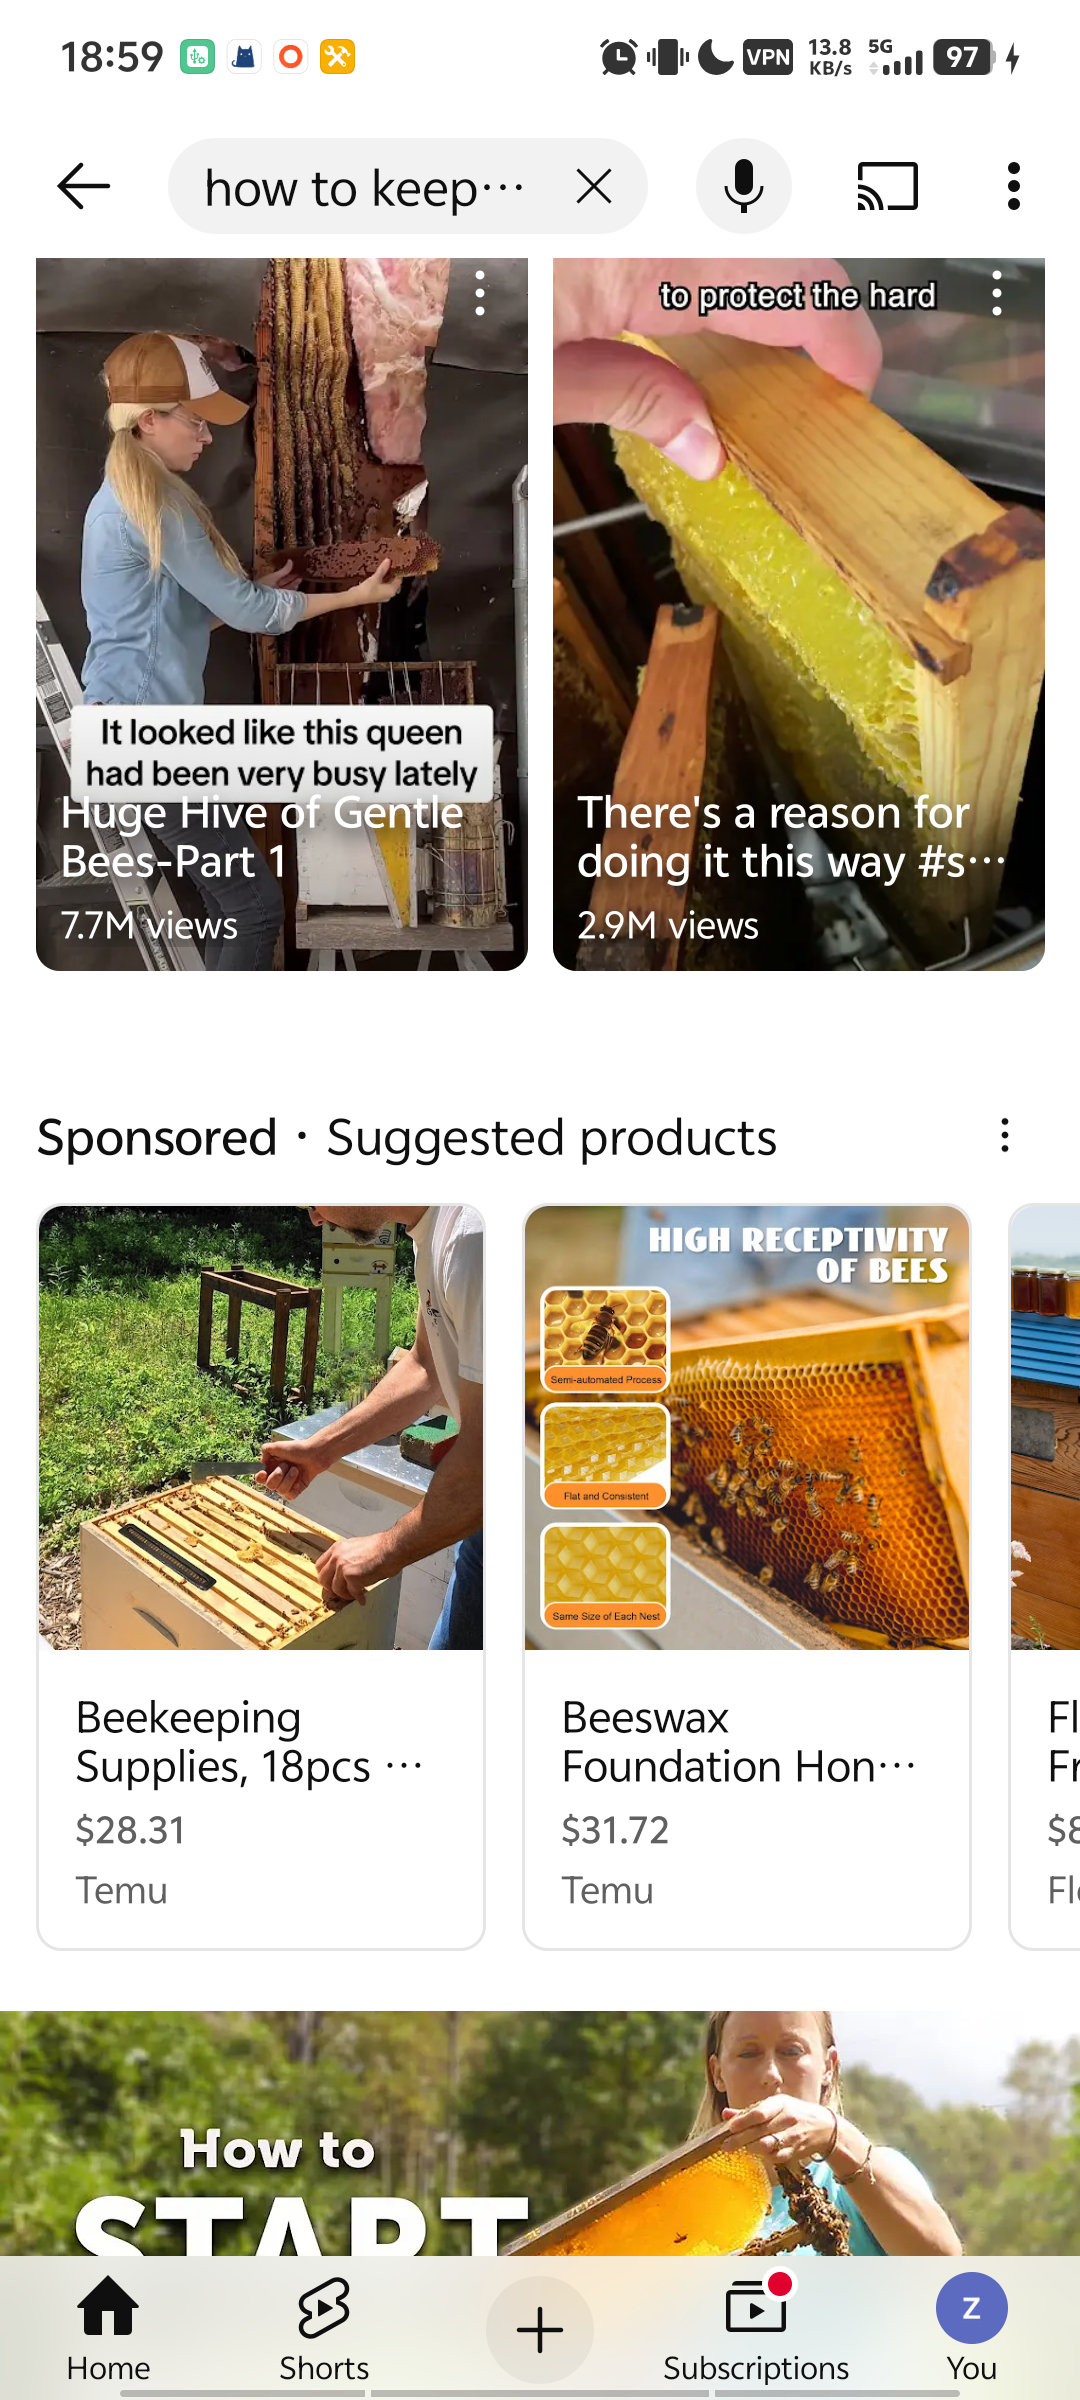 18:59
VPN
13.8
KB/s
5G
97
how to keep...
to protect the hard
It looked like this queen
had been very busy lately
Huge Hive of Gentle
Bees-Part 1
7.7M views
There's a reason for
doing it this way #s...
2.9M views
Sponsored · Suggested products
HIGH RECEPTIVITY
OF BEES
Semi-automated Process
Flat and Consistent
Same Size of Each Nest
Beekeeping
Supplies, 18pcs ...
$28.31
Temu
Beeswax
Foundation Hon...
$31.72
Temu
Fl
Fr
$8
Flo
How to
START
Home
Shorts
Subscriptions
Z
You